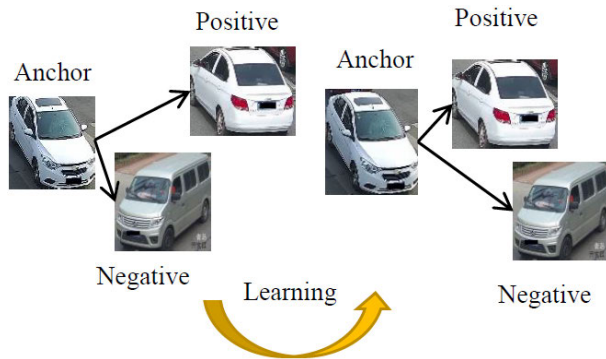 Positive
Anchor
Negative
Learning
Positive
Anchor
Negative